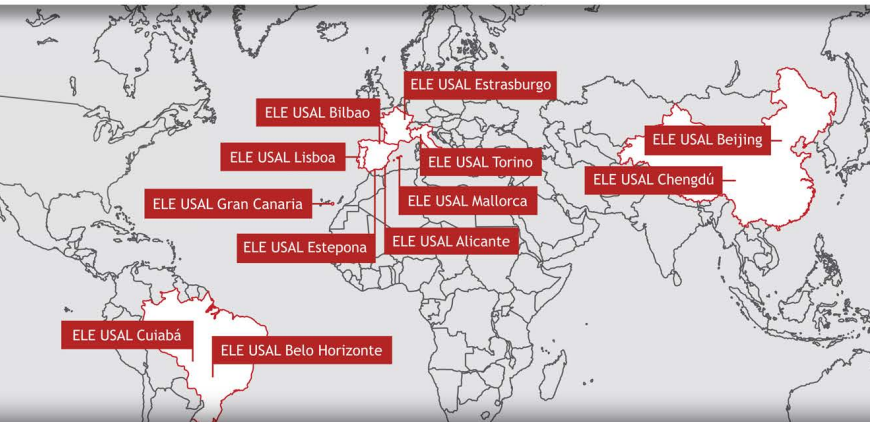 ELE USAL Estrasburgo
ELE USAL Bilbao
ELE USAL Beijing
ELE USAL Lisboa
ELE USAL Torino
ELE USAL Chengdú
ELE USAL Gran Canaria
ELE USAL Mallorca
ELE USAL Estepona
ELE USAL Alicante
ELE USAL Cuiabá
ELE USAL Belo Horizonte